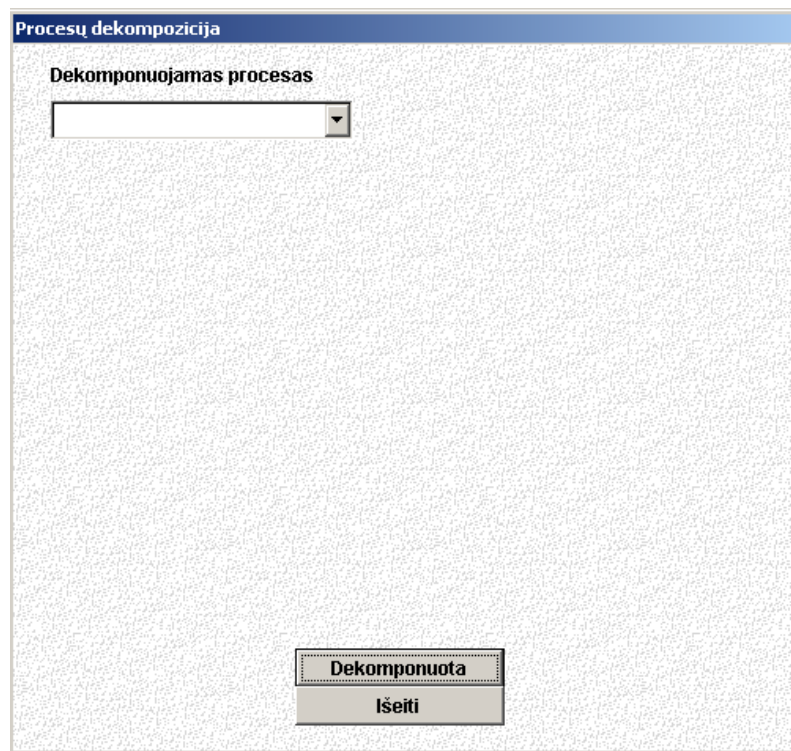 Procesų dekompozicija
Dekomponuojamas procesas
Dekomponuota
Išeiti